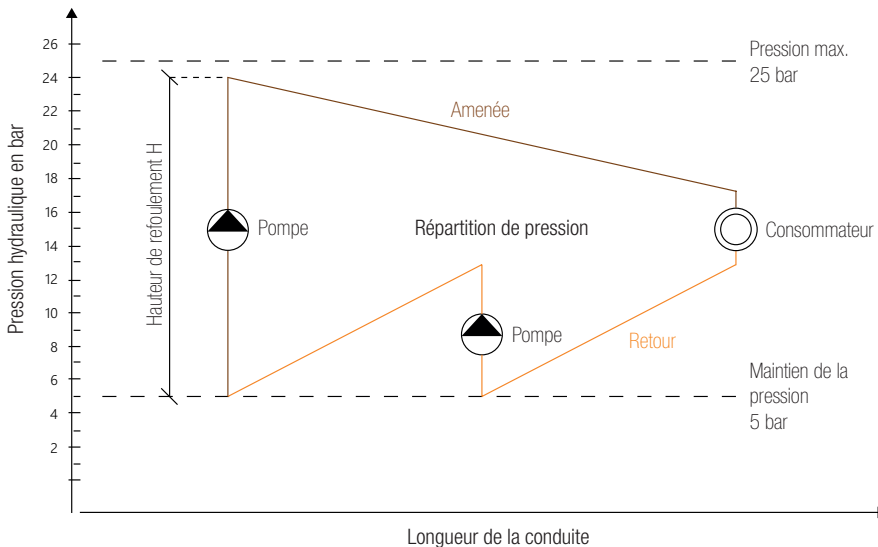 Pression hydraulique en bar
26
24
22
20
18
16
14
12
10
8
6
4
2
Hauteur de refoulement H
Pression max.
25 bar
Amenée
Pompe
Répartition de pression
Consommateur
Pompe
Retour
Maintien de la
pression
5 bar
Longueur de la conduite